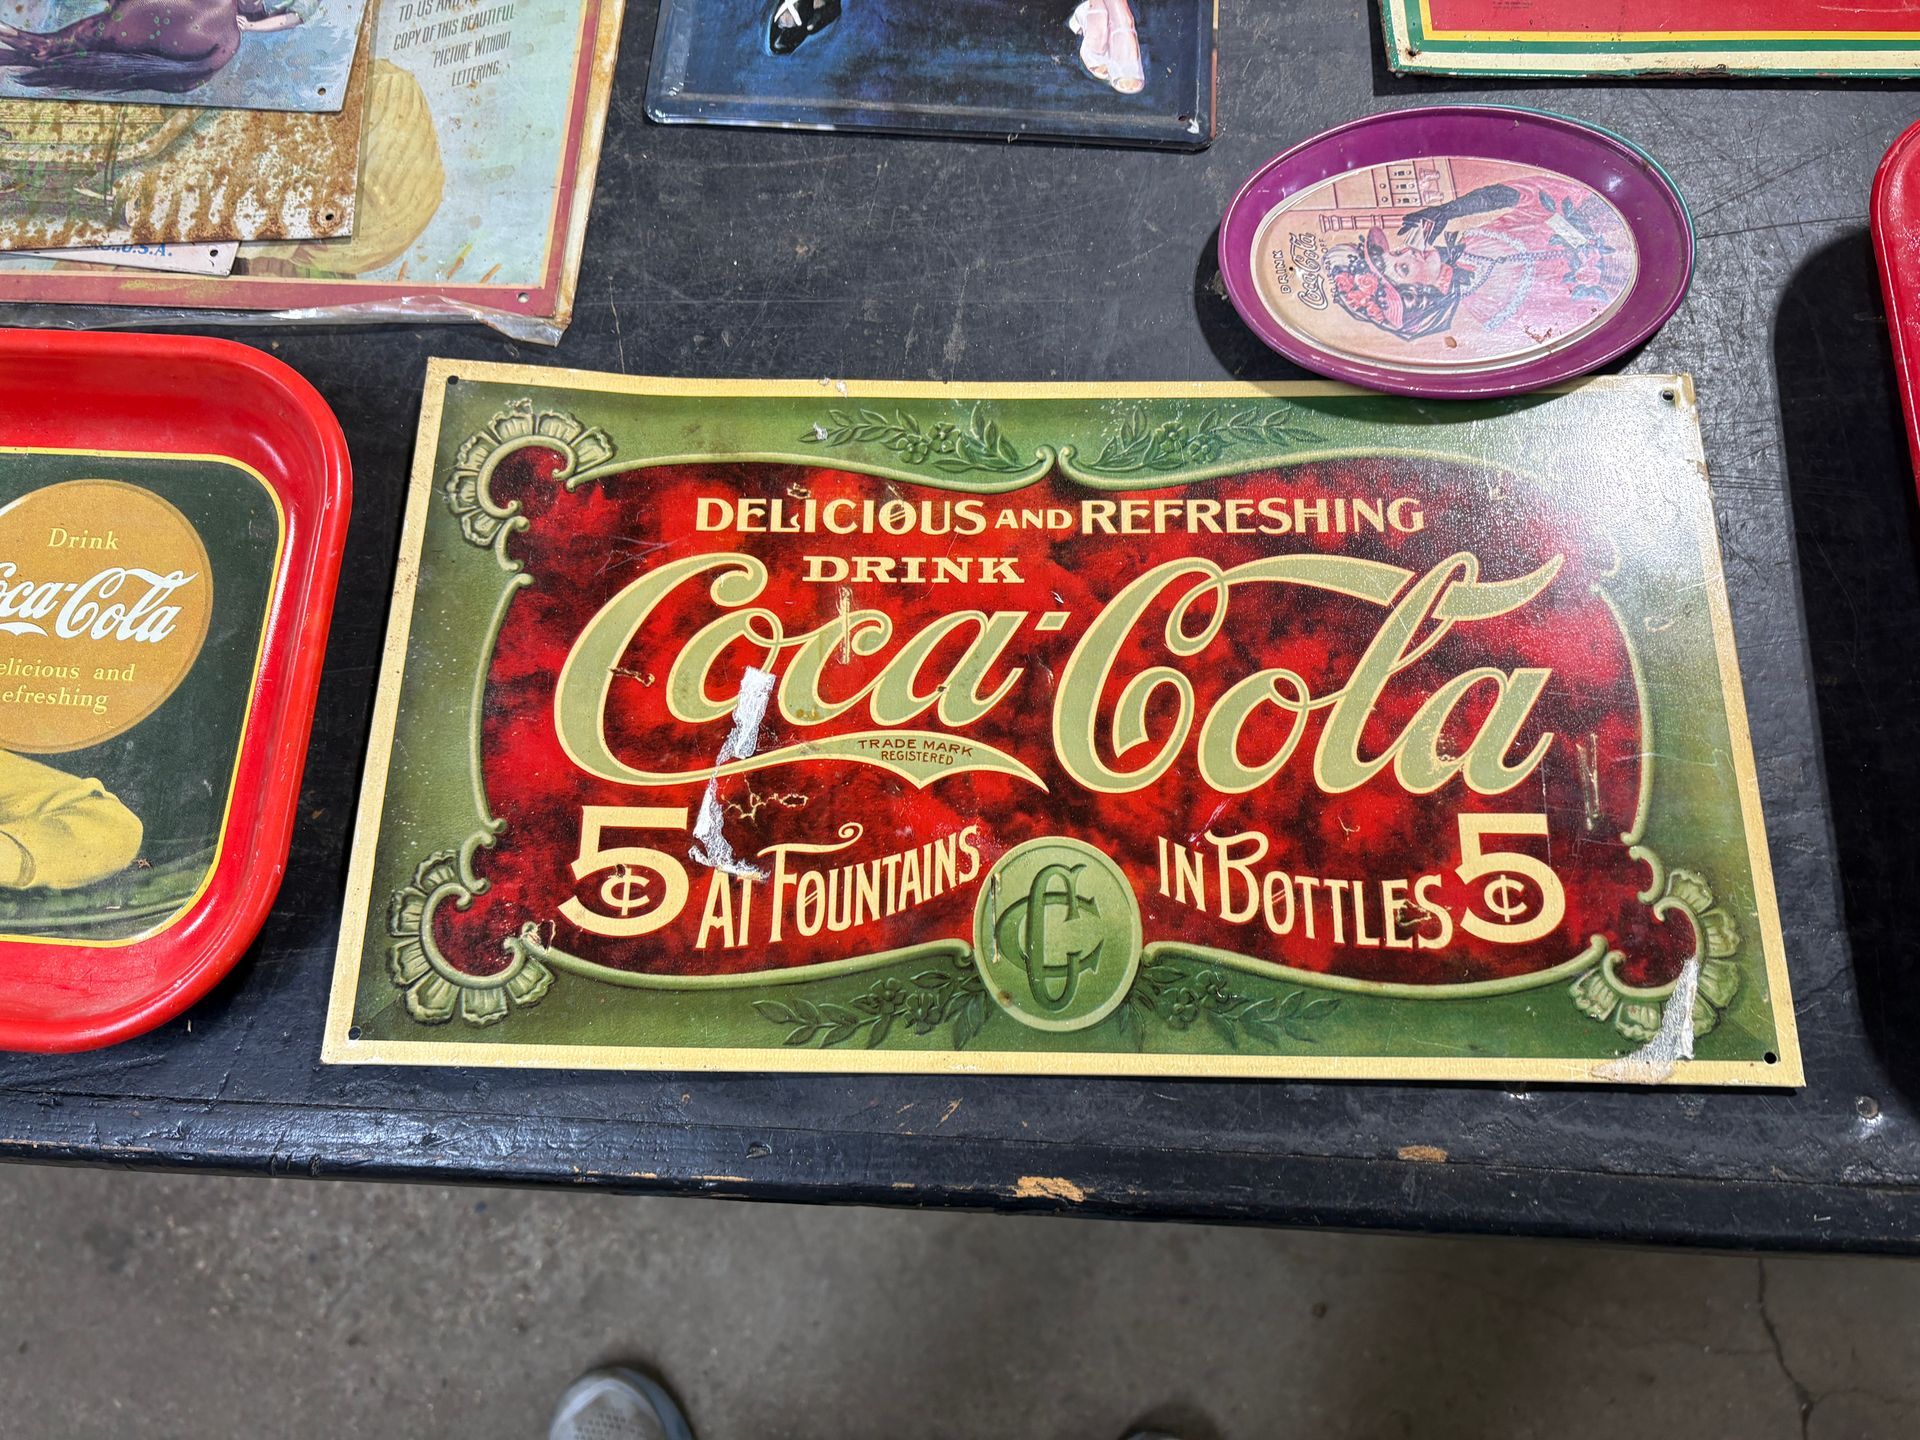 TO US AND
COPY OF THIS BEAUTIFUL
PICTURE WITHOUT
LETTERING.
U.S.A.
DRINK
Coca-Cola
Drink
Coca-Cola
elicious and
efreshing
DELICIOUS AND REFRESHING
DRINK
Coca-Cola
TRADE MARK
REGISTERED
5¢ AT FOUNTAINS IN BOTTLES 5¢
CC